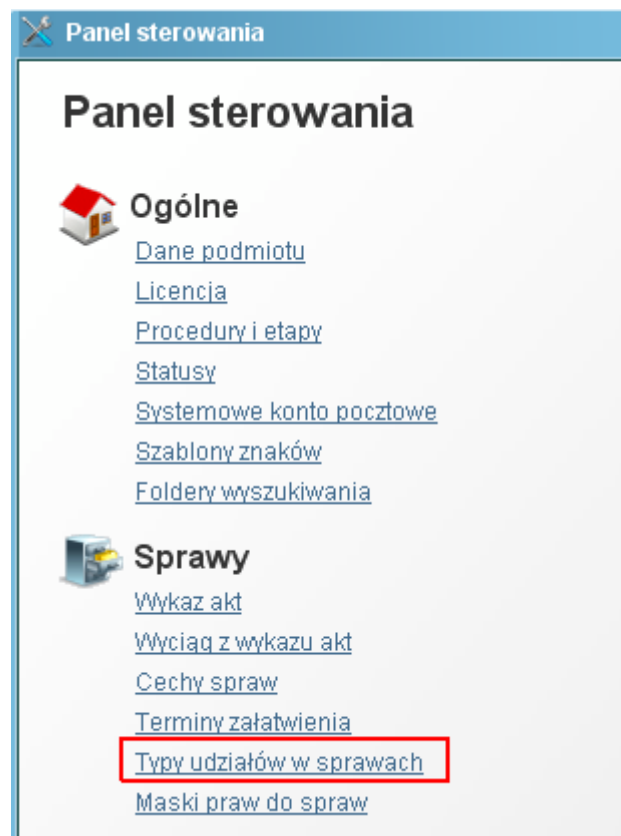 Panel sterowania
Panel sterowania
Ogólne
Dane podmiotu
Licencja
Procedury i etapy
Statusy
Systemowe konto pocztowe
Szablony znaków
Foldery wyszukiwania
Sprawy
Wykaz akt
Wyciąg z wykazu akt
Cechy spraw
Terminy załatwienia
Typy udziałów w sprawach
Maski praw do spraw